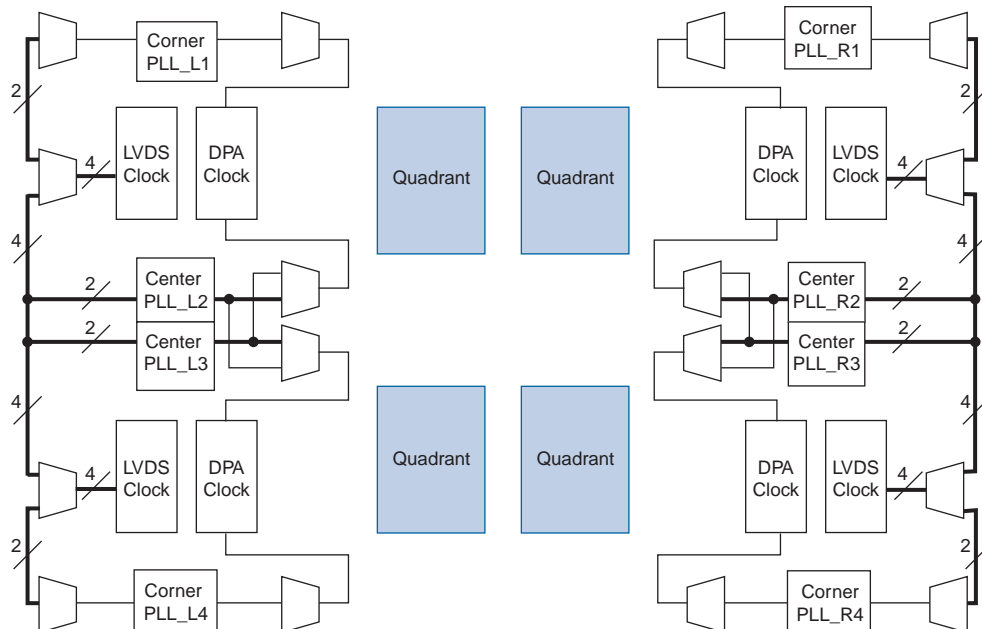 Corner
PLL_L1
Corner
PLL_R1
2
2
LVDS
Clock
4
DPA
Clock
Quadrant
Quadrant
DPA
Clock
LVDS
Clock
4
4
4
2
Center
PLL_L2
Center
PLL_R2
2
2
Center
PLL_L3
Center
PLL_R3
2
4
4
LVDS
Clock
4
DPA
Clock
Quadrant
Quadrant
DPA
Clock
LVDS
Clock
4
2
2
Corner
PLL_L4
Corner
PLL_R4